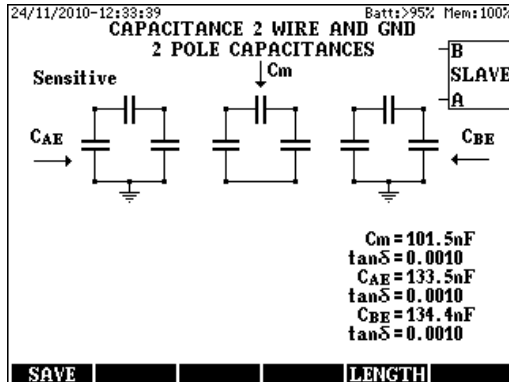 24/11/2010-12:33:39 Batt:>95% Mem:100%
CAPACITANCE 2 WIRE AND GND
2 POLE CAPACITANCES
B
SLAVE
A
Sensitive
Cm
CAE
CBE
Cm=101.5nF
tanδ=0.0010
CAE=133.5nF
tanδ=0.0010
CBE=134.4nF
tanδ=0.0010
SAVE LENGTH